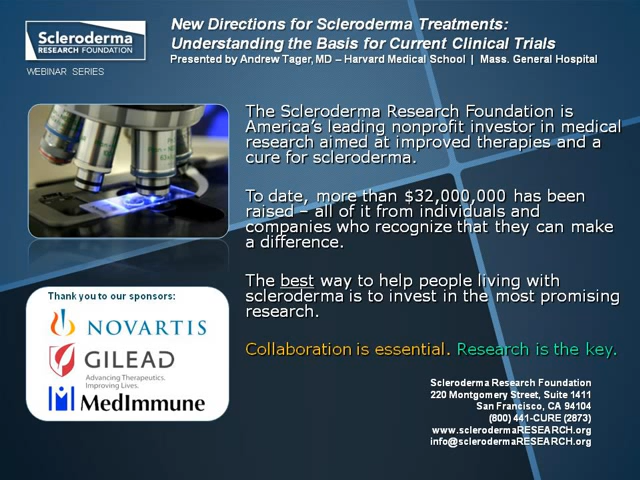 Scleroderma
RESEARCH FOUNDATION
WEBINAR SERIES
New Directions for Scleroderma Treatments:
Understanding the Basis for Current Clinical Trials
Presented by Andrew Tager, MD – Harvard Medical School | Mass. General Hospital
The Scleroderma Research Foundation is
America's leading nonprofit investor in medical
research aimed at improved therapies and a
cure for scleroderma.
To date, more than $32,000,000 has been
raised – all of it from individuals and
companies who recognize that they can make
a difference.
The best way to help people living with
scleroderma is to invest in the most promising
research.
Collaboration is essential. Research is the key.
Thank you to our sponsors:
NOVARTIS
GILEAD
Advancing Therapeutics.
Improving Lives.
MedImmune
Scleroderma Research Foundation
220 Montgomery Street, Suite 1411
San Francisco, CA 94104
(800) 441-CURE (2873)
www.sclerodermaRESEARCH.org
info@sclerodermaRESEARCH.org